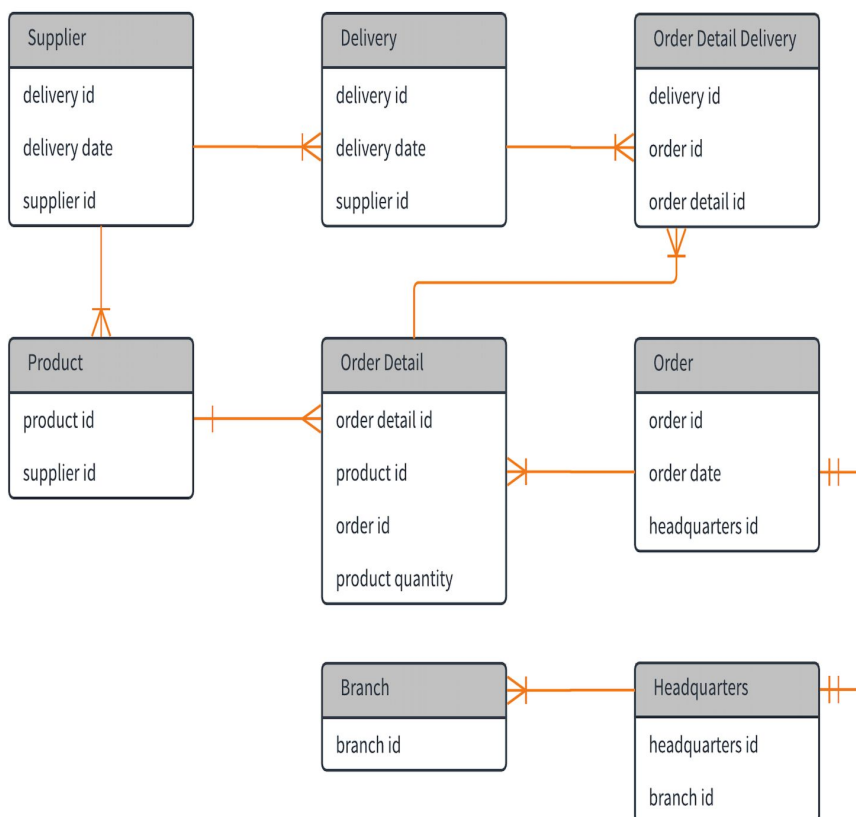 Supplier
delivery id
delivery date
supplier id
Delivery
delivery id
delivery date
supplier id
Order Detail Delivery
delivery id
order id
order detail id
Product
product id
supplier id
Order Detail
order detail id
product id
order id
product quantity
Order
order id
order date
headquarters id
Branch
branch id
Headquarters
headquarters id
branch id